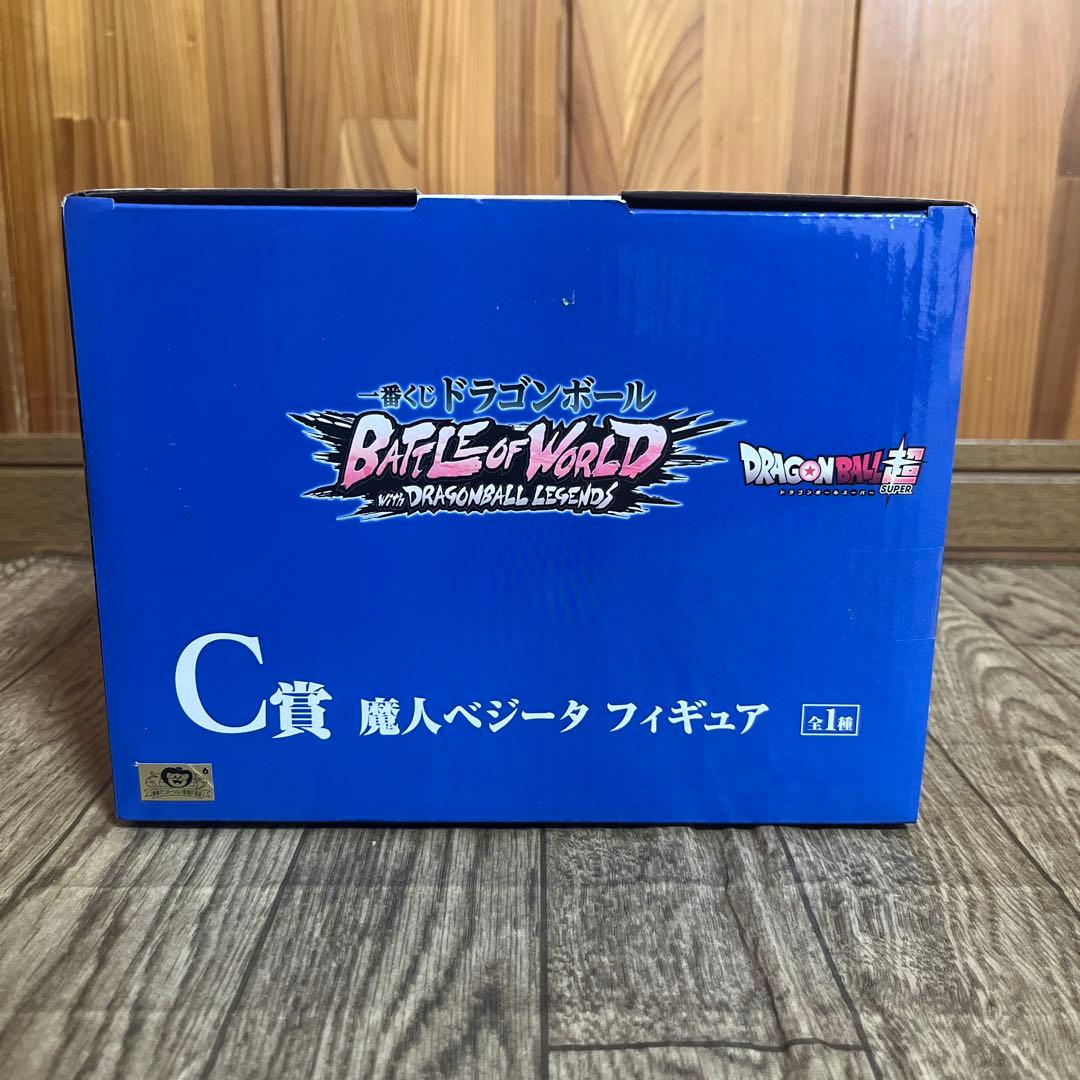 一番くじ ドラゴンボール
BATTLE OF WORLD
with DRAGONBALL LEGENDS
DRAGON BALL 超
ドラゴンボールスーパー SUPER
C賞 魔人ベジータ フィギュア 全1種
6